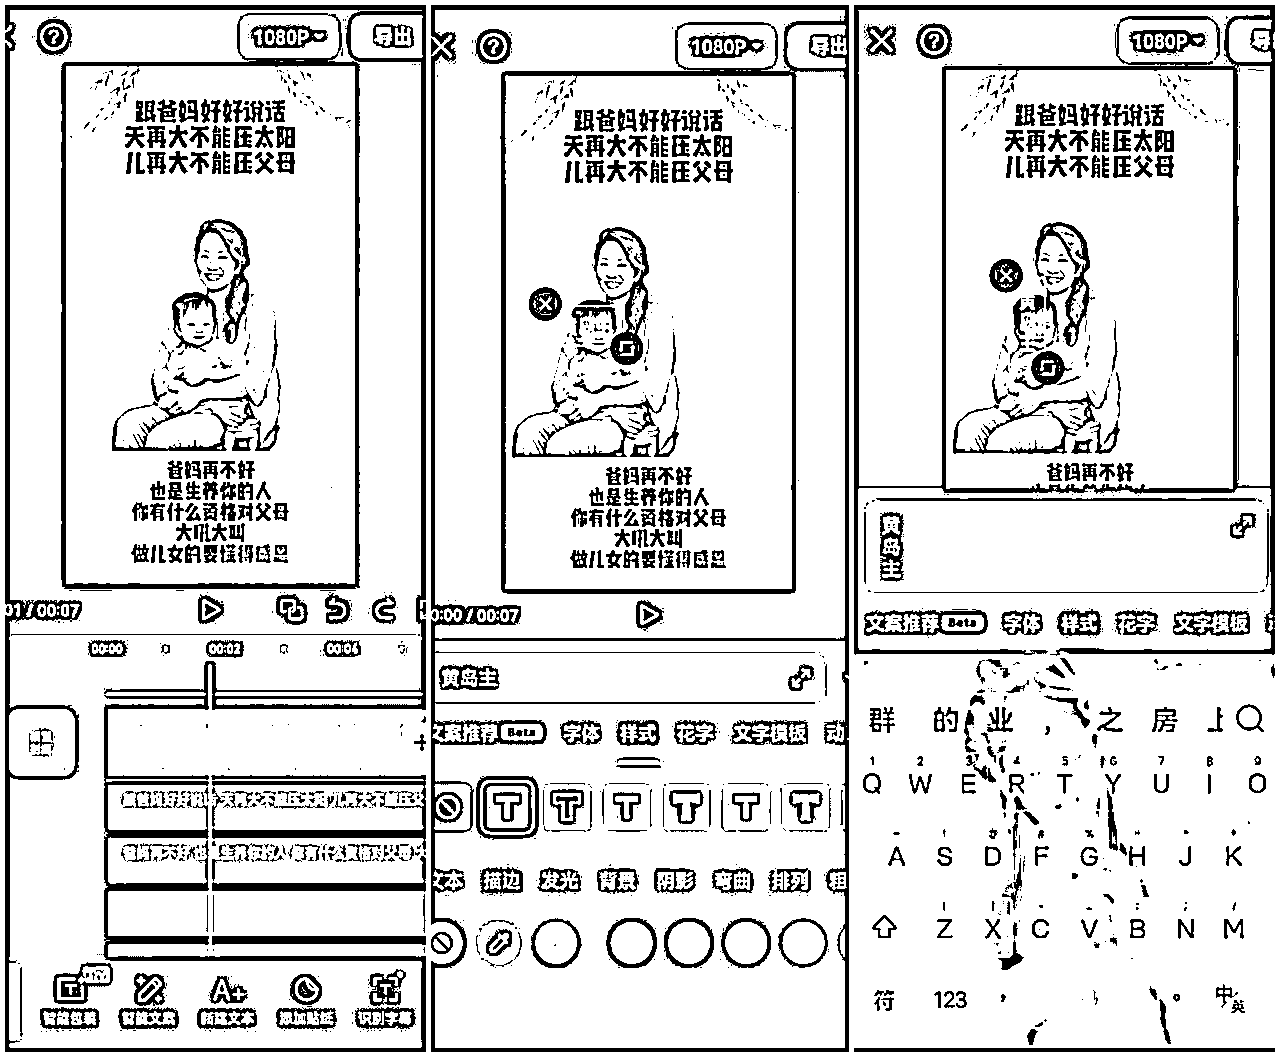 1080P
导出
跟爸妈好好说话
天再大不能压太阳
儿再大不能压父母
爸妈再不好
也是生养你的人
你有什么资格对父母
大吼大叫
做儿女的要懂得感恩
01 / 00:07
00:00
00:02
00:04
新建文本
添加贴纸
识别字幕
1080P
导出
跟爸妈好好说话
天再大不能压太阳
儿再大不能压父母
爸妈再不好
也是生养你的人
你有什么资格对父母
大吼大叫
做儿女的要懂得感恩
0:00 / 00:07
黄岛主
文案推荐 Beta 字体 样式 花字 文字模板 动
T T T T T T
文本 描边 发光 背景 阴影 弯曲 排列 粗
1080P
导
跟爸妈好好说话
天再大不能压太阳
儿再大不能压父母
爸妈再不好
黄岛主
文案推荐 Beta 字体 样式 花字 文字模板
群 的 业 , 之 房 上
1 2 3 4 5 6 7 8 9
Q W E R T Y U I O
A S D F G H J K
Z X C V B N M
符 123 , 。 中/英